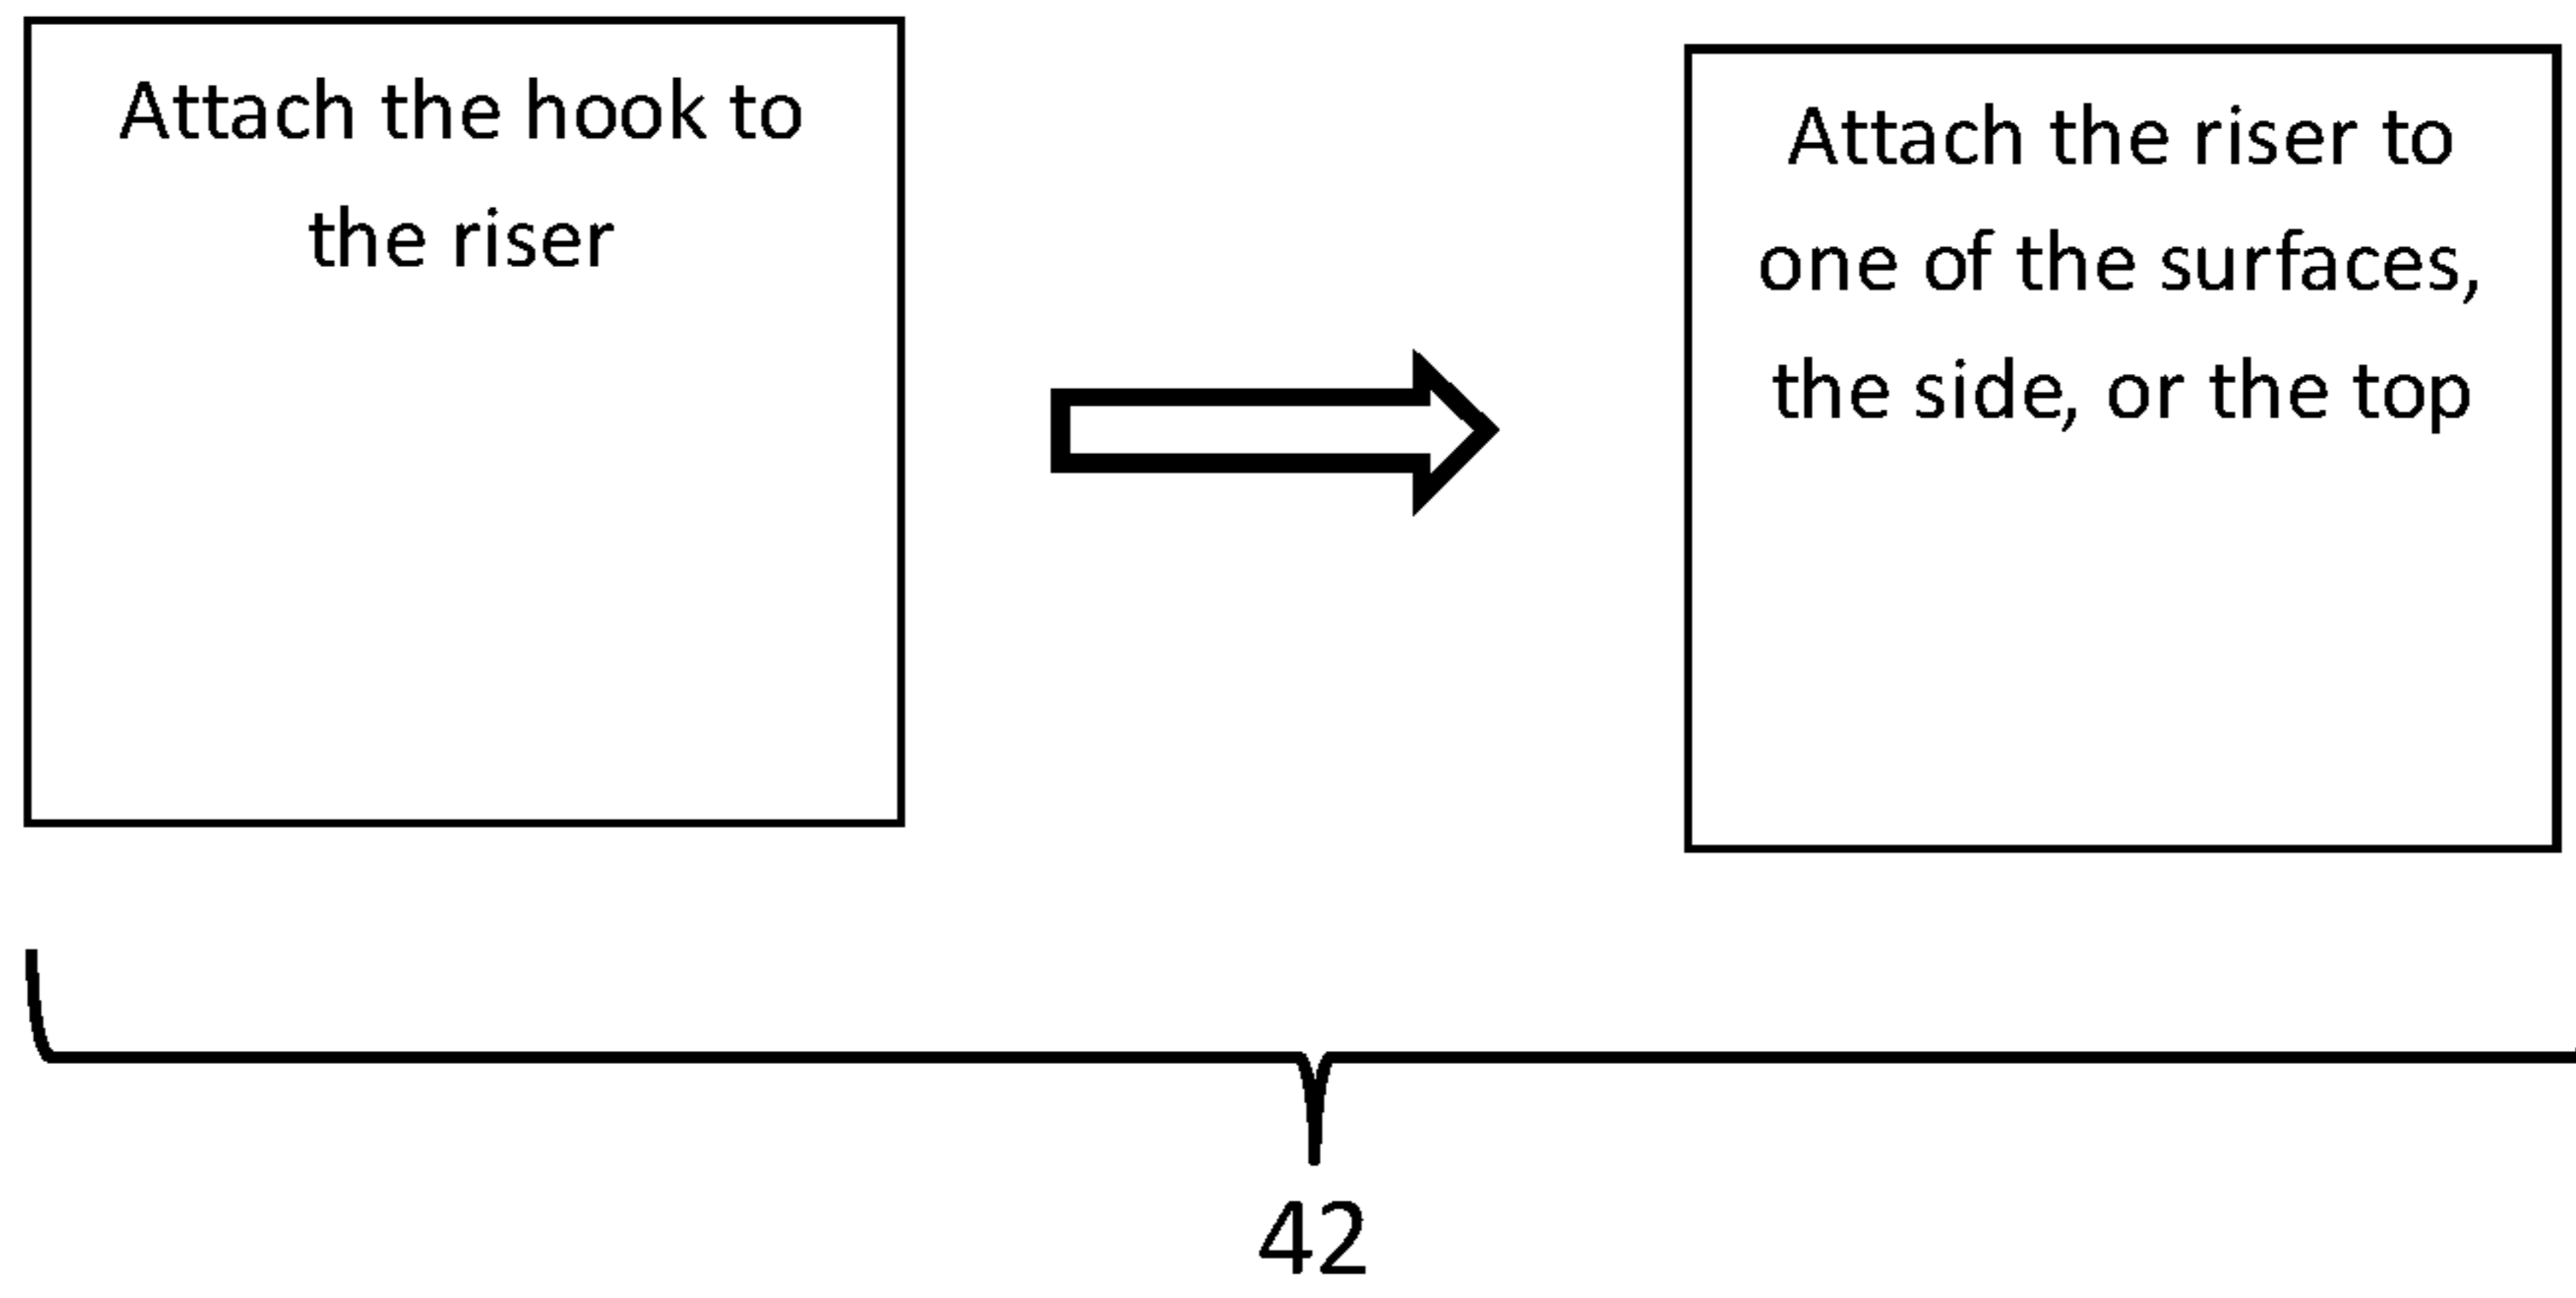 Attach the hook to
the riser
Attach the riser to
one of the surfaces,
the side, or the top
42